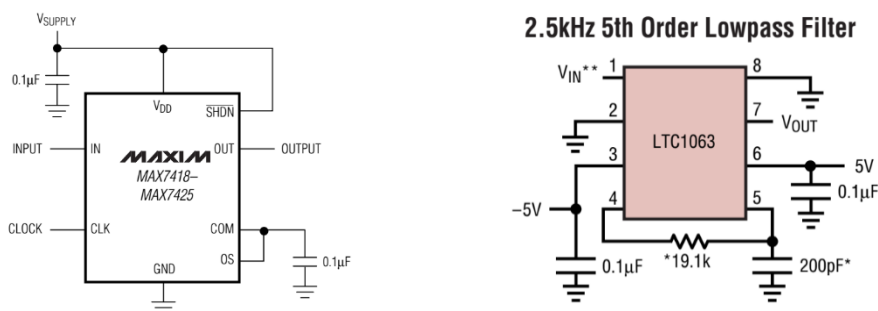 VSUPPLY
0.1µF
VDD
SHDN
INPUT
IN
MAXIM
OUT
OUTPUT
MAX7418–
MAX7425
CLOCK
CLK
COM
OS
0.1µF
GND
2.5kHz 5th Order Lowpass Filter
VIN**
1
8
2
7
VOUT
LTC1063
3
6
5V
0.1µF
–5V
4
5
*19.1k
0.1µF
200pF*